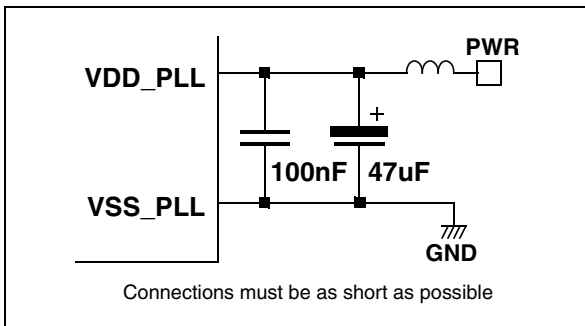 PWR
VDD_PLL
+
100nF
47uF
VSS_PLL
GND
Connections must be as short as possible